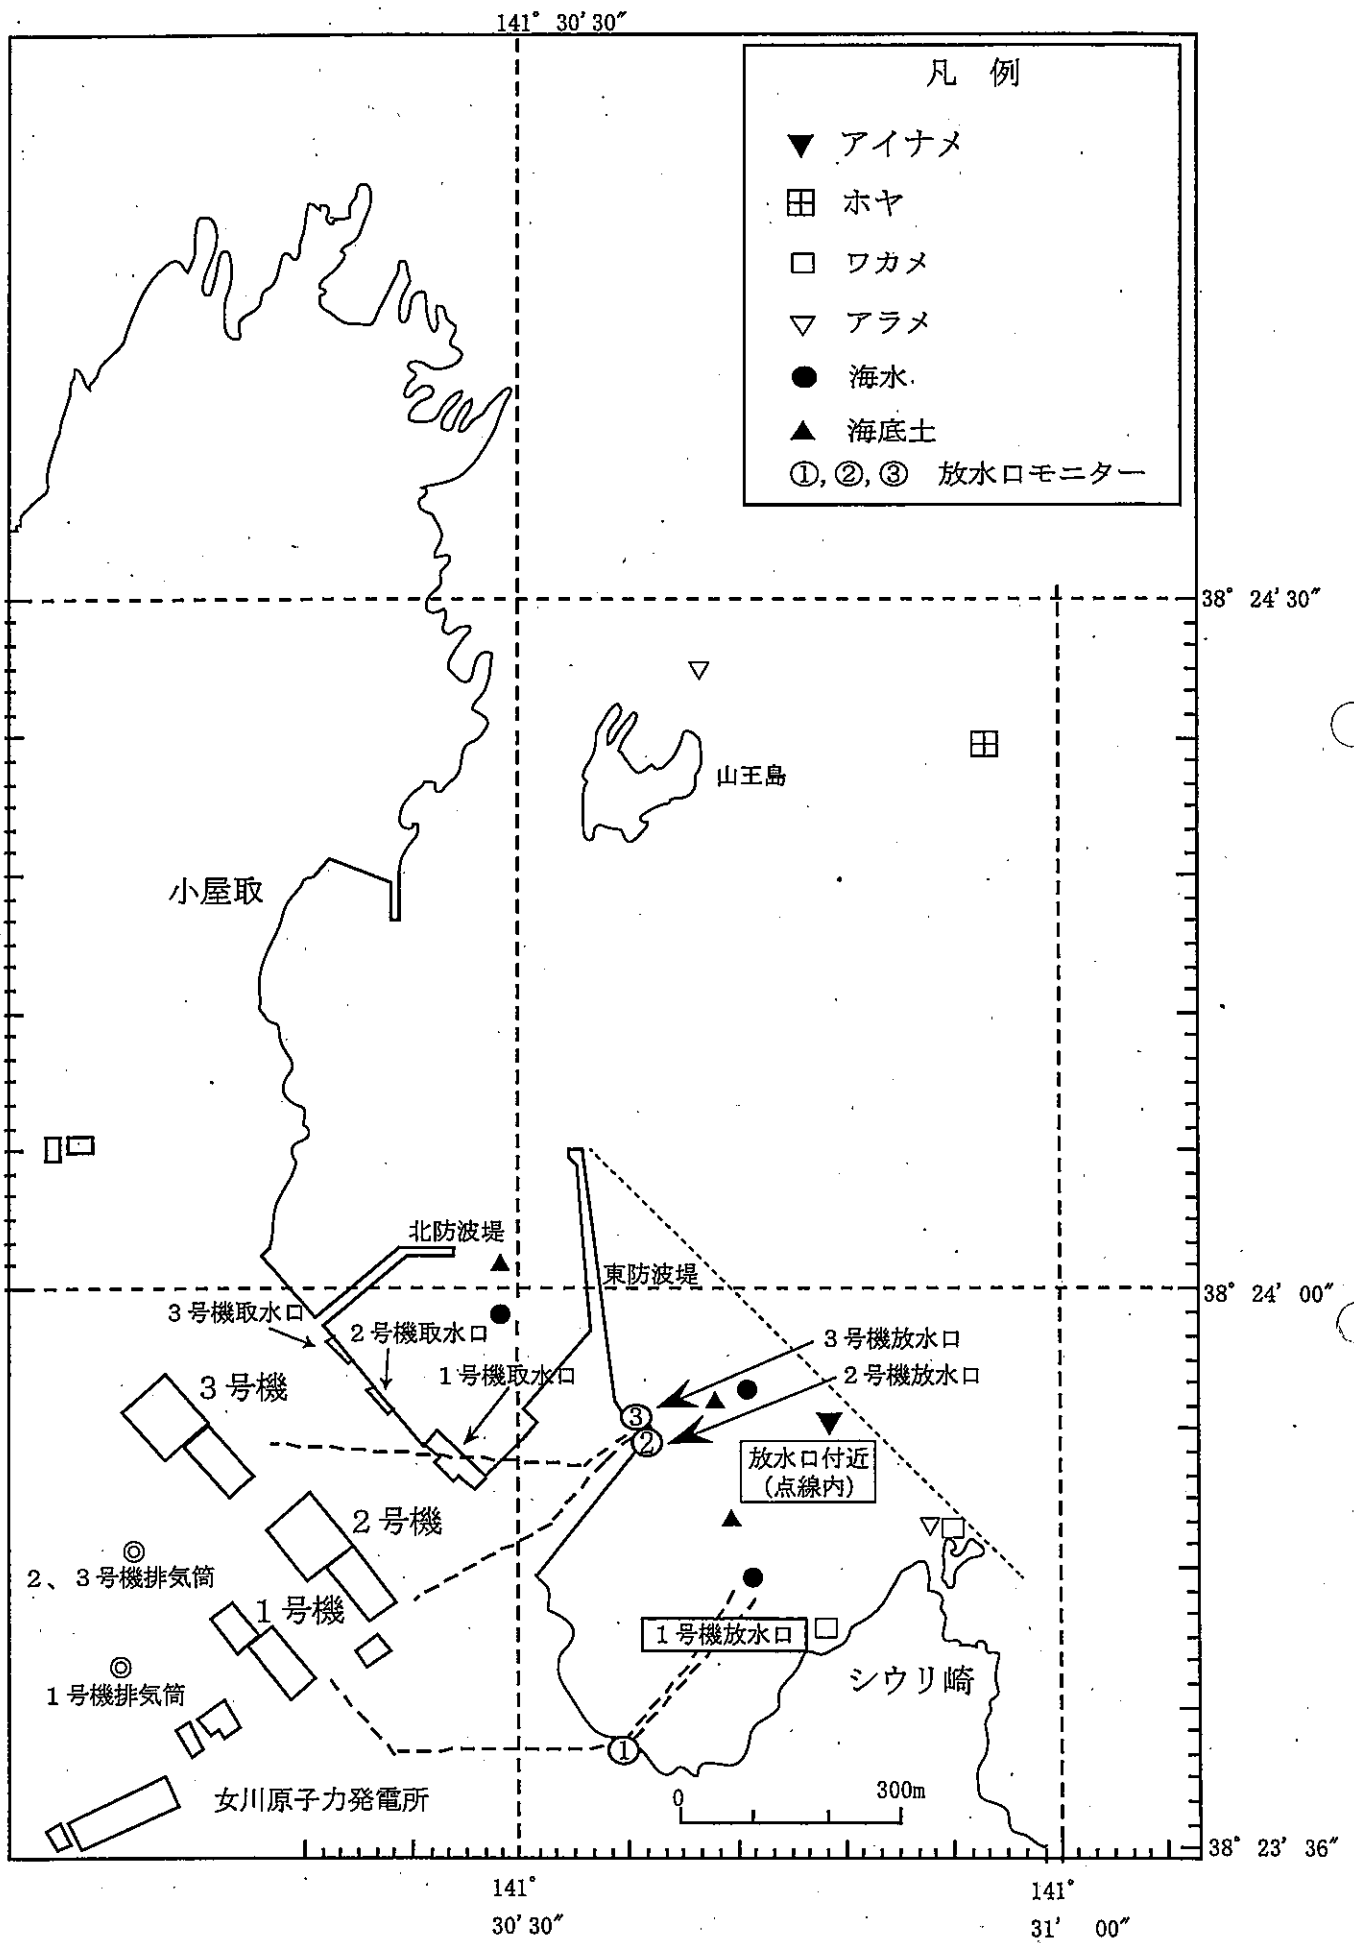 141° 30′30″
凡 例
アイナメ
ホヤ
ワカメ
アラメ
海水
海底土
①,②,③ 放水口モニター
38° 24′30″
山王島
小屋取
北防波堤
東防波堤
38° 24′ 00″
3号機取水口
2号機取水口
1号機取水口
3号機放水口
2号機放水口
3号機
③
②
放水口付近
(点線内)
2号機
2、3号機排気筒
1号機
1号機放水口
シウリ崎
1号機排気筒
①
女川原子力発電所
0 300m
38° 23′ 36″
141°
30′30″
141°
31′ 00″